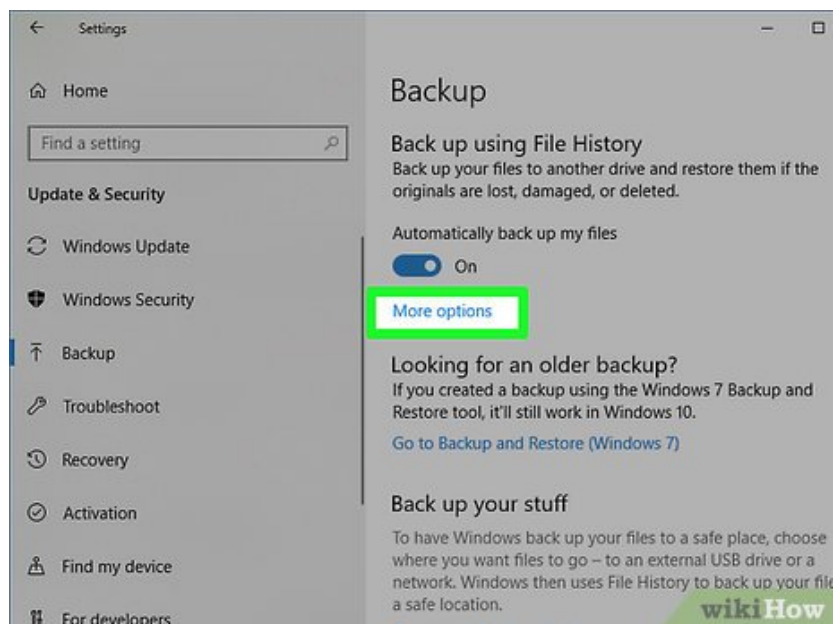 Settings
Home
Find a setting
Update & Security
Windows Update
Windows Security
Backup
Troubleshoot
Recovery
Activation
Find my device
For developers
Backup
Back up using File History
Back up your files to another drive and restore them if the
originals are lost, damaged, or deleted.
Automatically back up my files
On
More options
Looking for an older backup?
If you created a backup using the Windows 7 Backup and
Restore tool, it'll still work in Windows 10.
Go to Backup and Restore (Windows 7)
Back up your stuff
To have Windows back up your files to a safe place, choose
where you want files to go – to an external USB drive or a
network. Windows then uses File History to back up your file
a safe location.
wikiHow